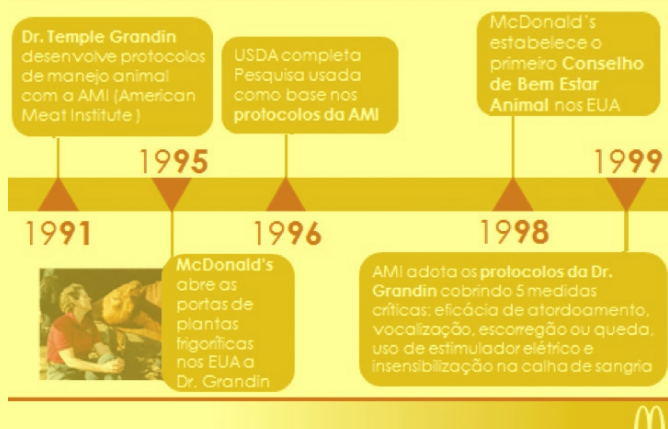 Dr. Temple Grandin
desenvolve protocolos
de manejo animal
com a AMI (American
Meat Institute )
USDA completa
Pesquisa usada
como base nos
protocolos da AMI
McDonald's
estabelece o
primeiro Conselho
de Bem Estar
Animal nos EUA
1995
1999
1991
1996
1998
McDonald's
abre as
portas de
plantas
frigoríficas
nos EUA a
Dr. Grandin
AMI adota os protocolos da Dr.
Grandin cobrindo 5 medidas
críticas: eficácia de atordoamento,
vocalização, escorregão ou queda,
uso de estimulador elétrico e
insensibilização na calha de sangria